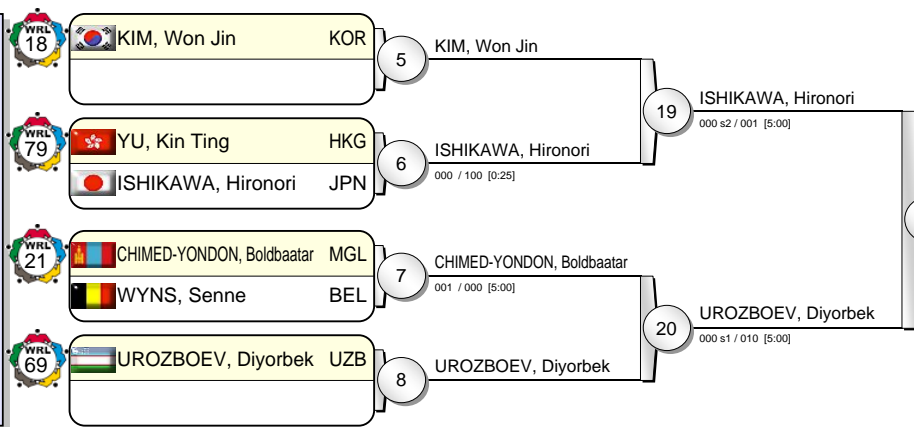 WRL
18
KIM, Won Jin KOR
5
KIM, Won Jin
19
ISHIKAWA, Hironori
000 s2 / 001 [5:00]
WRL
79
YU, Kin Ting HKG
ISHIKAWA, Hironori JPN
6
ISHIKAWA, Hironori
000 / 100 [0:25]
WRL
21
CHIMED-YONDON, Boldbaatar MGL
WYNS, Senne BEL
7
CHIMED-YONDON, Boldbaatar
001 / 000 [5:00]
20
UROZBOEV, Diyorbek
000 s1 / 010 [5:00]
WRL
69
UROZBOEV, Diyorbek UZB
8
UROZBOEV, Diyorbek